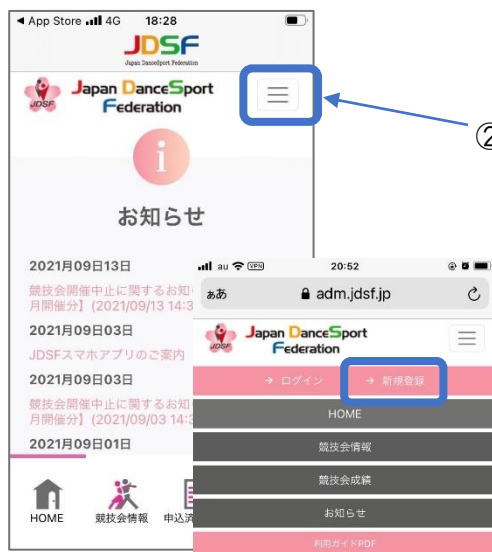 ◀ App Store 4G 18:28
JDSF
Japan DanceSport Federation
JDSF
Japan DanceSport
Federation
②
i
お知らせ
2021月09日13日
競技会開催中止に関するお知
月開催分】(2021/09/13 14:3
2021月09日03日
JDSFスマホアプリのご案内
2021月09日03日
競技会開催中止に関するお知
月開催分】(2021/09/03 14:3
2021月09日01日
HOME 競技会情報 申込済
au VPN 20:52
ぁあ adm.jdsf.jp
JDSF
Japan DanceSport
Federation
→ ログイン → 新規登録
HOME
競技会情報
競技会成績
お知らせ
利用ガイドPDF